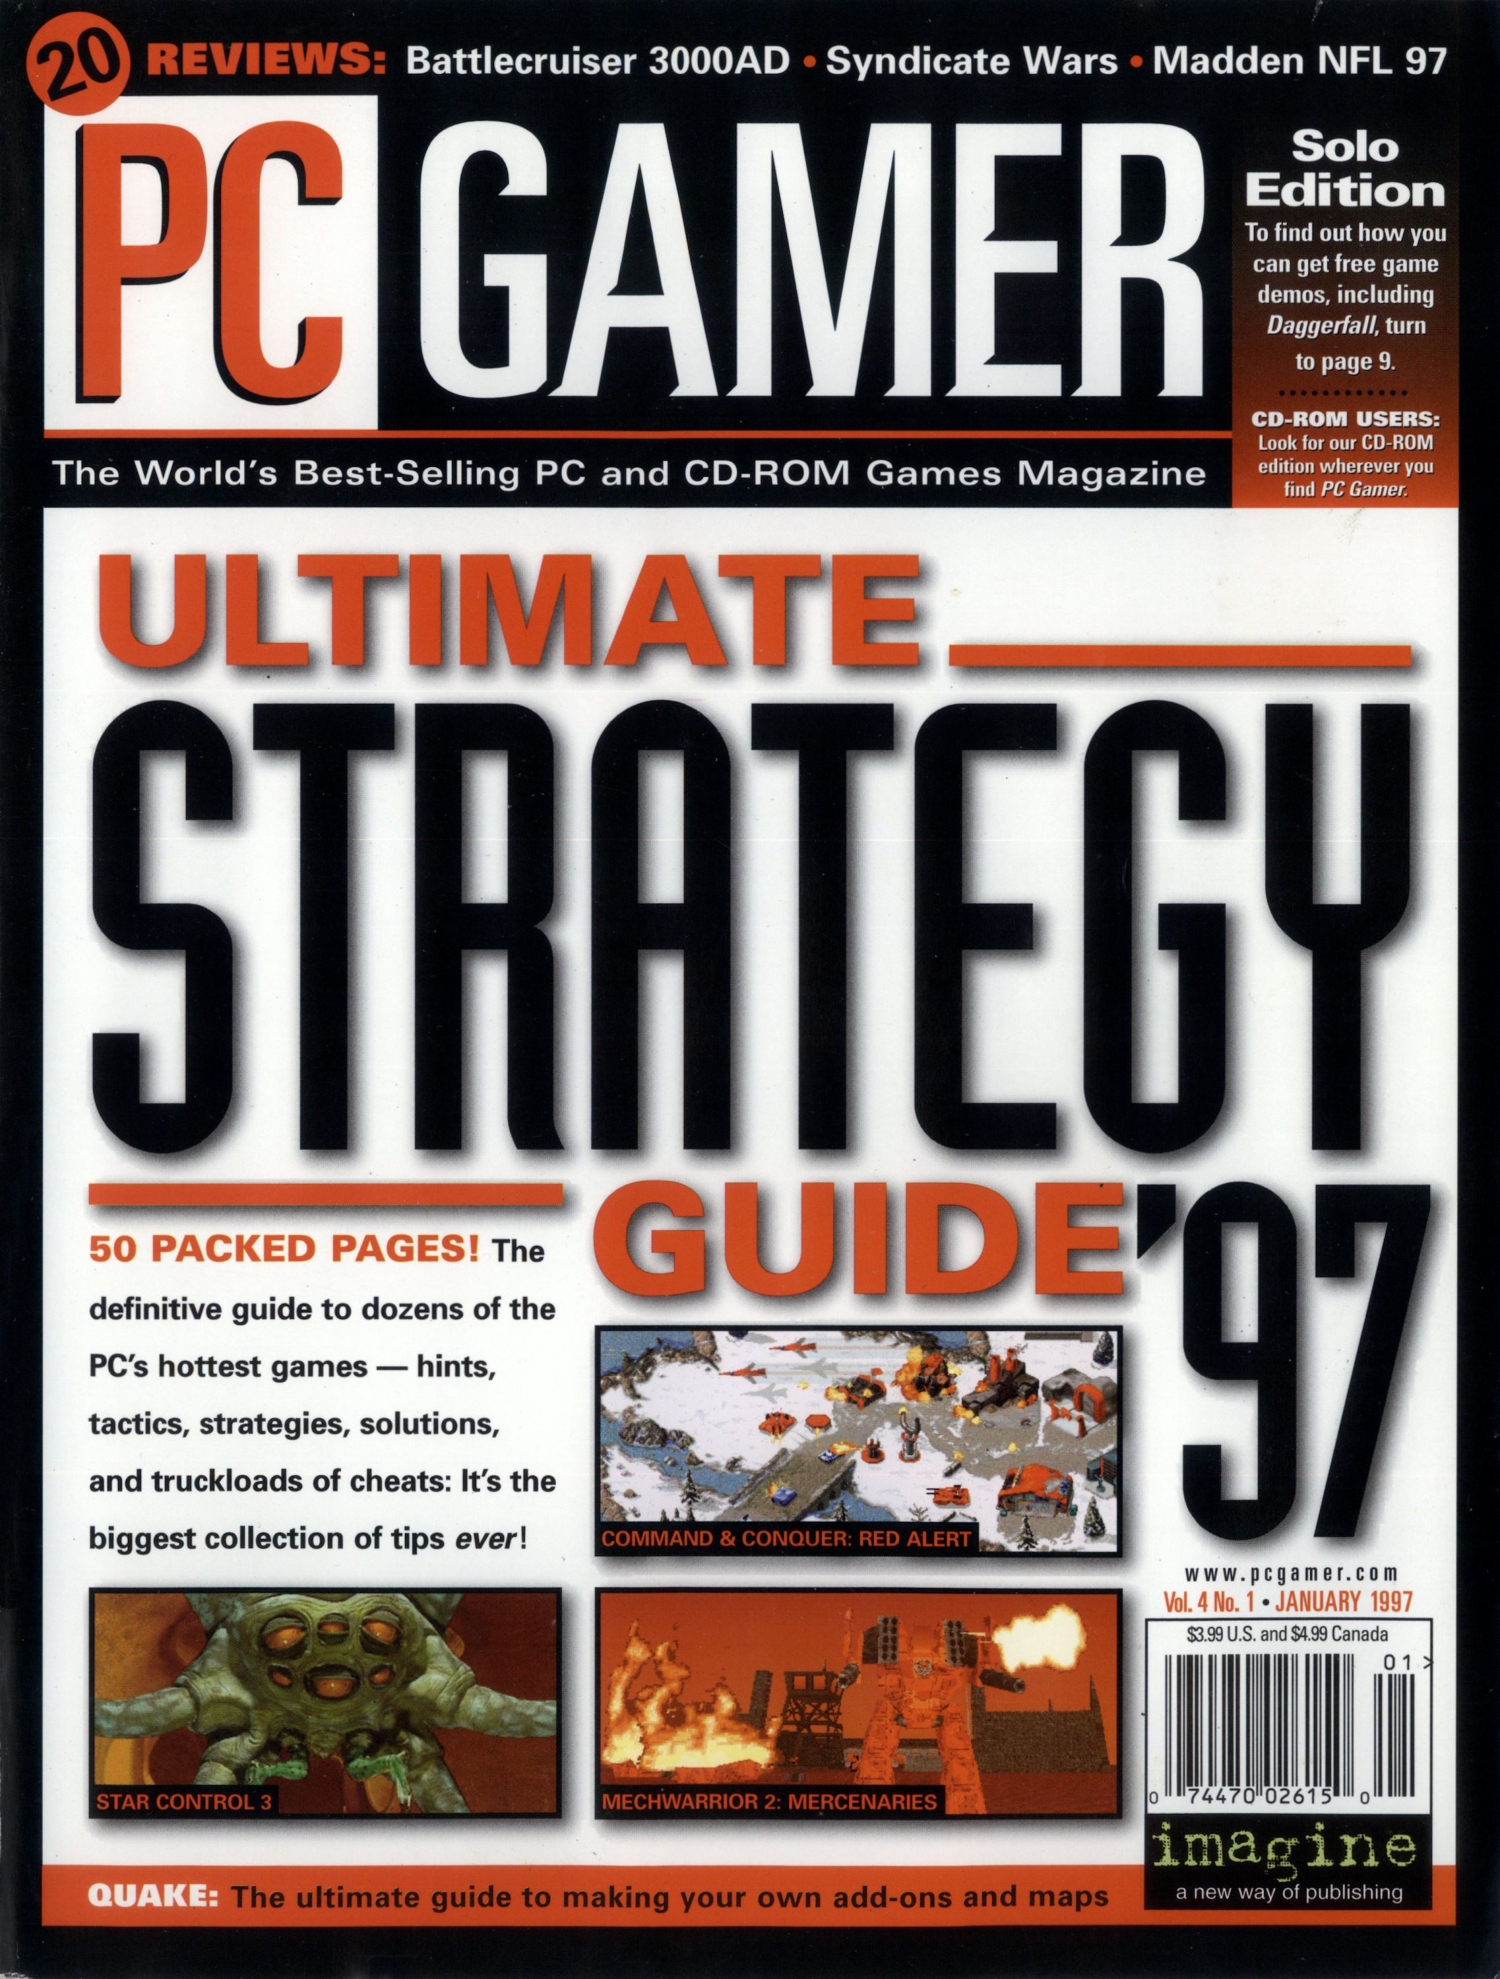 20 REVIEWS: Battlecruiser 3000AD • Syndicate Wars • Madden NFL 97
PC GAMER
The World's Best-Selling PC and CD-ROM Games Magazine
Solo
Edition
To find out how you
can get free game
demos, including
Daggerfall, turn
to page 9.
CD-ROM USERS:
Look for our CD-ROM
edition wherever you
find PC Gamer.
ULTIMATE
STRATEGY
GUIDE '97
50 PACKED PAGES! The
definitive guide to dozens of the
PC's hottest games — hints,
tactics, strategies, solutions,
and truckloads of cheats: It's the
biggest collection of tips ever!
COMMAND & CONQUER: RED ALERT
STAR CONTROL 3
MECHWARRIOR 2: MERCENARIES
www.pcgamer.com
Vol. 4 No. 1 • JANUARY 1997
$3.99 U.S. and $4.99 Canada
01>
0 74470 02615 0
imagine
a new way of publishing
QUAKE: The ultimate guide to making your own add-ons and maps